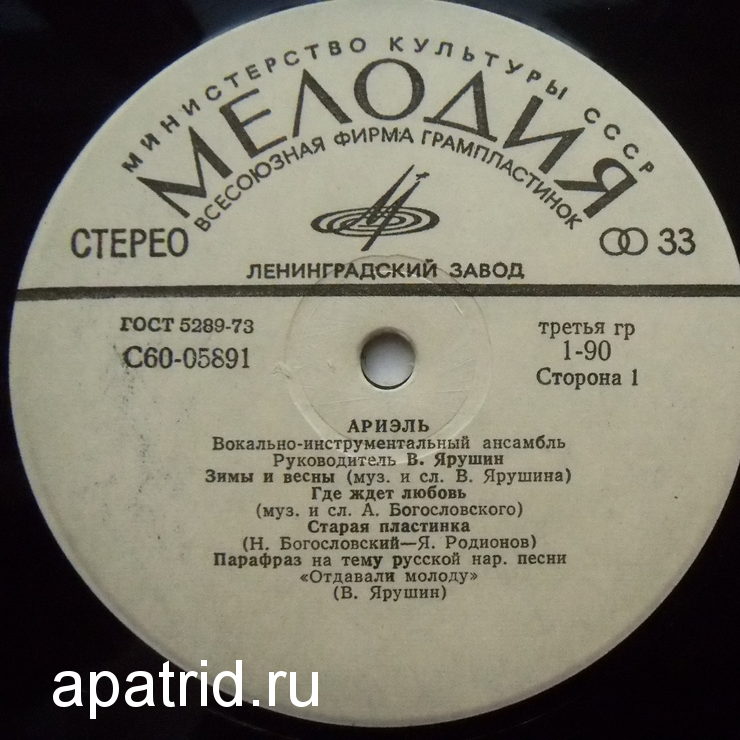 МИНИСТЕРСТВО КУЛЬТУРЫ СССР
МЕЛОДИЯ
ВСЕСОЮЗНАЯ ФИРМА ГРАМПЛАСТИНОК
СТЕРЕО
33
ЛЕНИНГРАДСКИЙ ЗАВОД
ГОСТ 5289-73
С60-05891
третья гр
1-90
Сторона 1
АРИЭЛЬ
Вокально-инструментальный ансамбль
Руководитель В. Ярушин
Зимы и весны (муз. и сл. В. Ярушина)
Где ждет любовь
(муз. и сл. А. Богословского)
Старая пластинка
(Н. Богословский—Я. Родионов)
Парафраз на тему русской нар. песни
«Отдавали молоду»
(В. Ярушин)
apatrid.ru